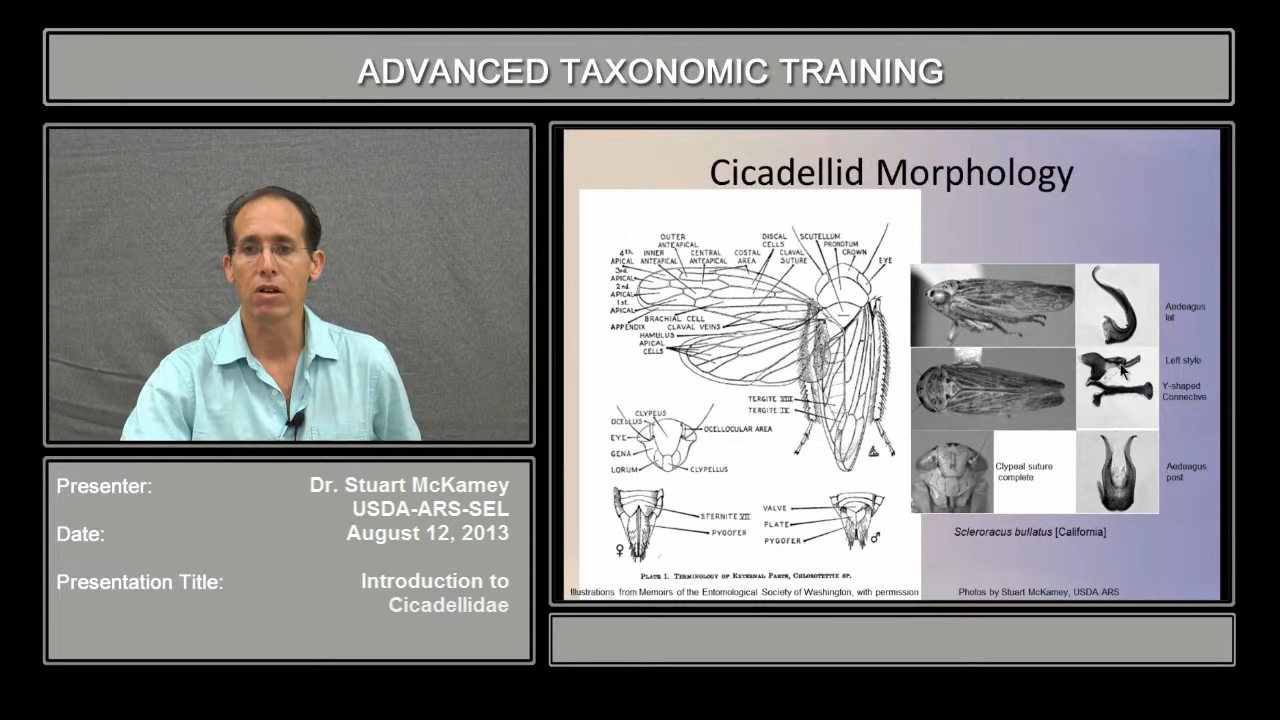 ADVANCED TAXONOMIC TRAINING
Presenter: Dr. Stuart McKamey
USDA-ARS-SEL
Date: August 12, 2013
Presentation Title: Introduction to
Cicadellidae
Cicadellid Morphology
OUTER ANTEAPICAL
DISCAL CELLS
SCUTELLUM
PRONOTUM
CROWN
EYE
4th. APICAL
INNER ANTEAPICAL
CENTRAL ANTEAPICAL
COSTAL AREA
CLAVAL SUTURE
3rd. APICAL
2nd. APICAL
1st. APICAL
BRACHIAL CELL
APPENDIX
CLAVAL VEINS
HAMULUS
APICAL CELLS
TERGITE VIII
TERGITE IX
CLYPEUS
OCELLUS
OCELLOCULAR AREA
EYE
GENA
LORUM
CLYPELLUS
STERNITE VII
PYGOFER
♀
VALVE
PLATE
PYGOFER
♂
PLATE 1. TERMINOLOGY OF EXTERNAL PARTS, CHLOROTETTIX SP.
Illustrations from Memoirs of the Entomological Society of Washington, with permission
Aedeagus
lat
Left style
Y-shaped
Connective
Clypeal suture
complete
Aedeagus
post
Scleroracus bullatus [California]
Photos by Stuart McKamey, USDA ARS